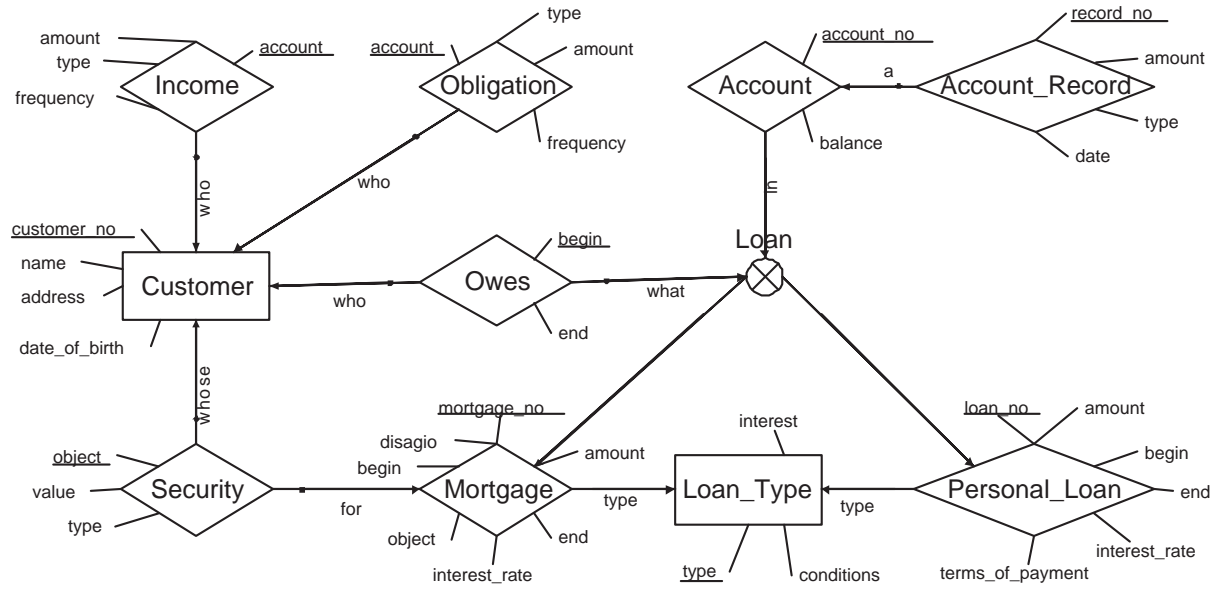 type
record_no
amount
account
account
account_no
type
amount
amount
a
frequency
Income
Obligation
Account
Account_Record
type
frequency
balance
date
who
who
in
customer_no
begin
Loan
name
Customer
Owes
address
who
what
end
date_of_birth
whose
mortgage_no
loan_no
amount
disagio
interest
object
begin
amount
begin
value
Security
Mortgage
Loan_Type
Personal_Loan
end
type
for
type
type
object
end
interest_rate
interest_rate
type
conditions
terms_of_payment